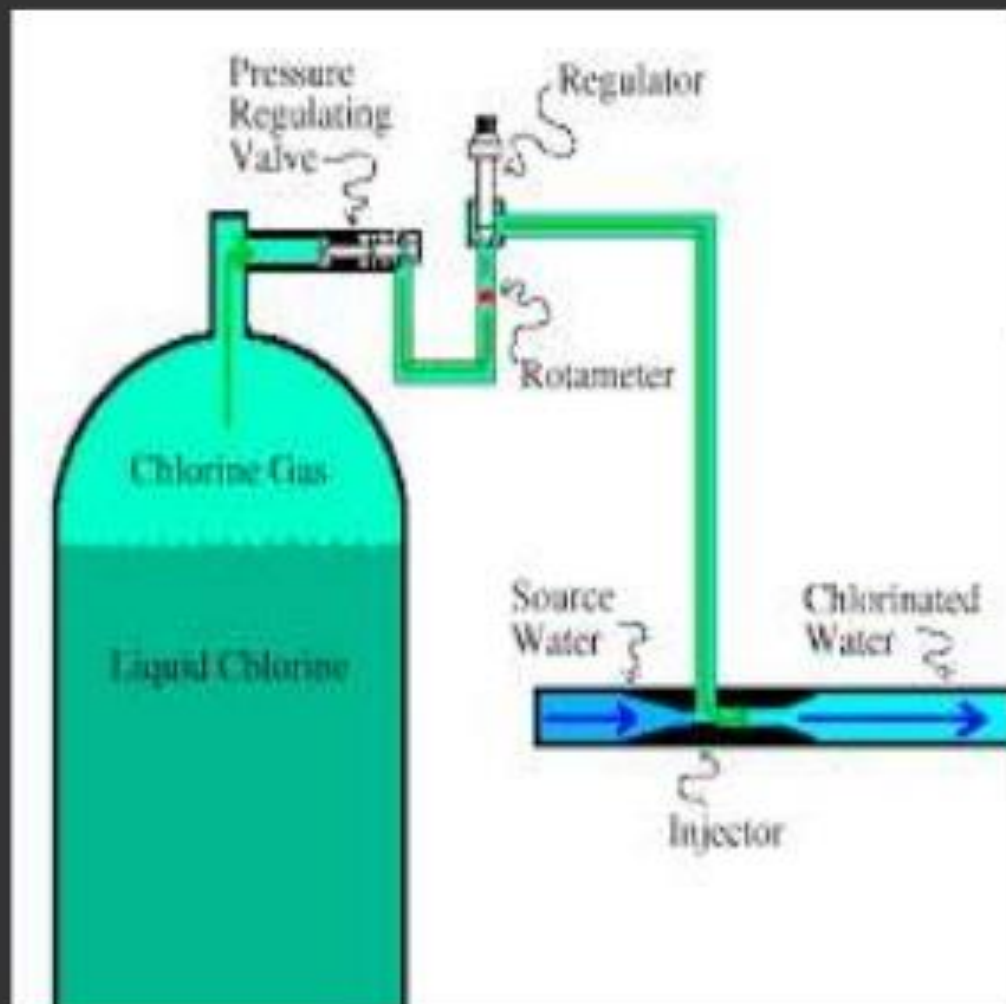 Pressure
Regulating
Valve
Regulator
Rotameter
Chlorine Gas
Liquid Chlorine
Source
Water
Chlorinated
Water
Injector